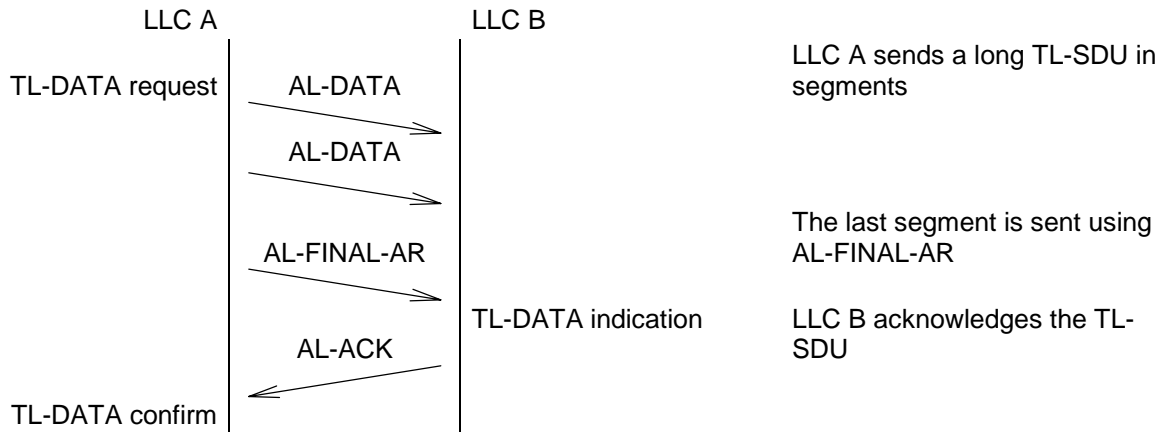 LLC A
LLC B
LLC A sends a long TL-SDU in
segments
TL-DATA request
AL-DATA
AL-DATA
The last segment is sent using
AL-FINAL-AR
AL-FINAL-AR
TL-DATA indication
LLC B acknowledges the TL-
SDU
AL-ACK
TL-DATA confirm